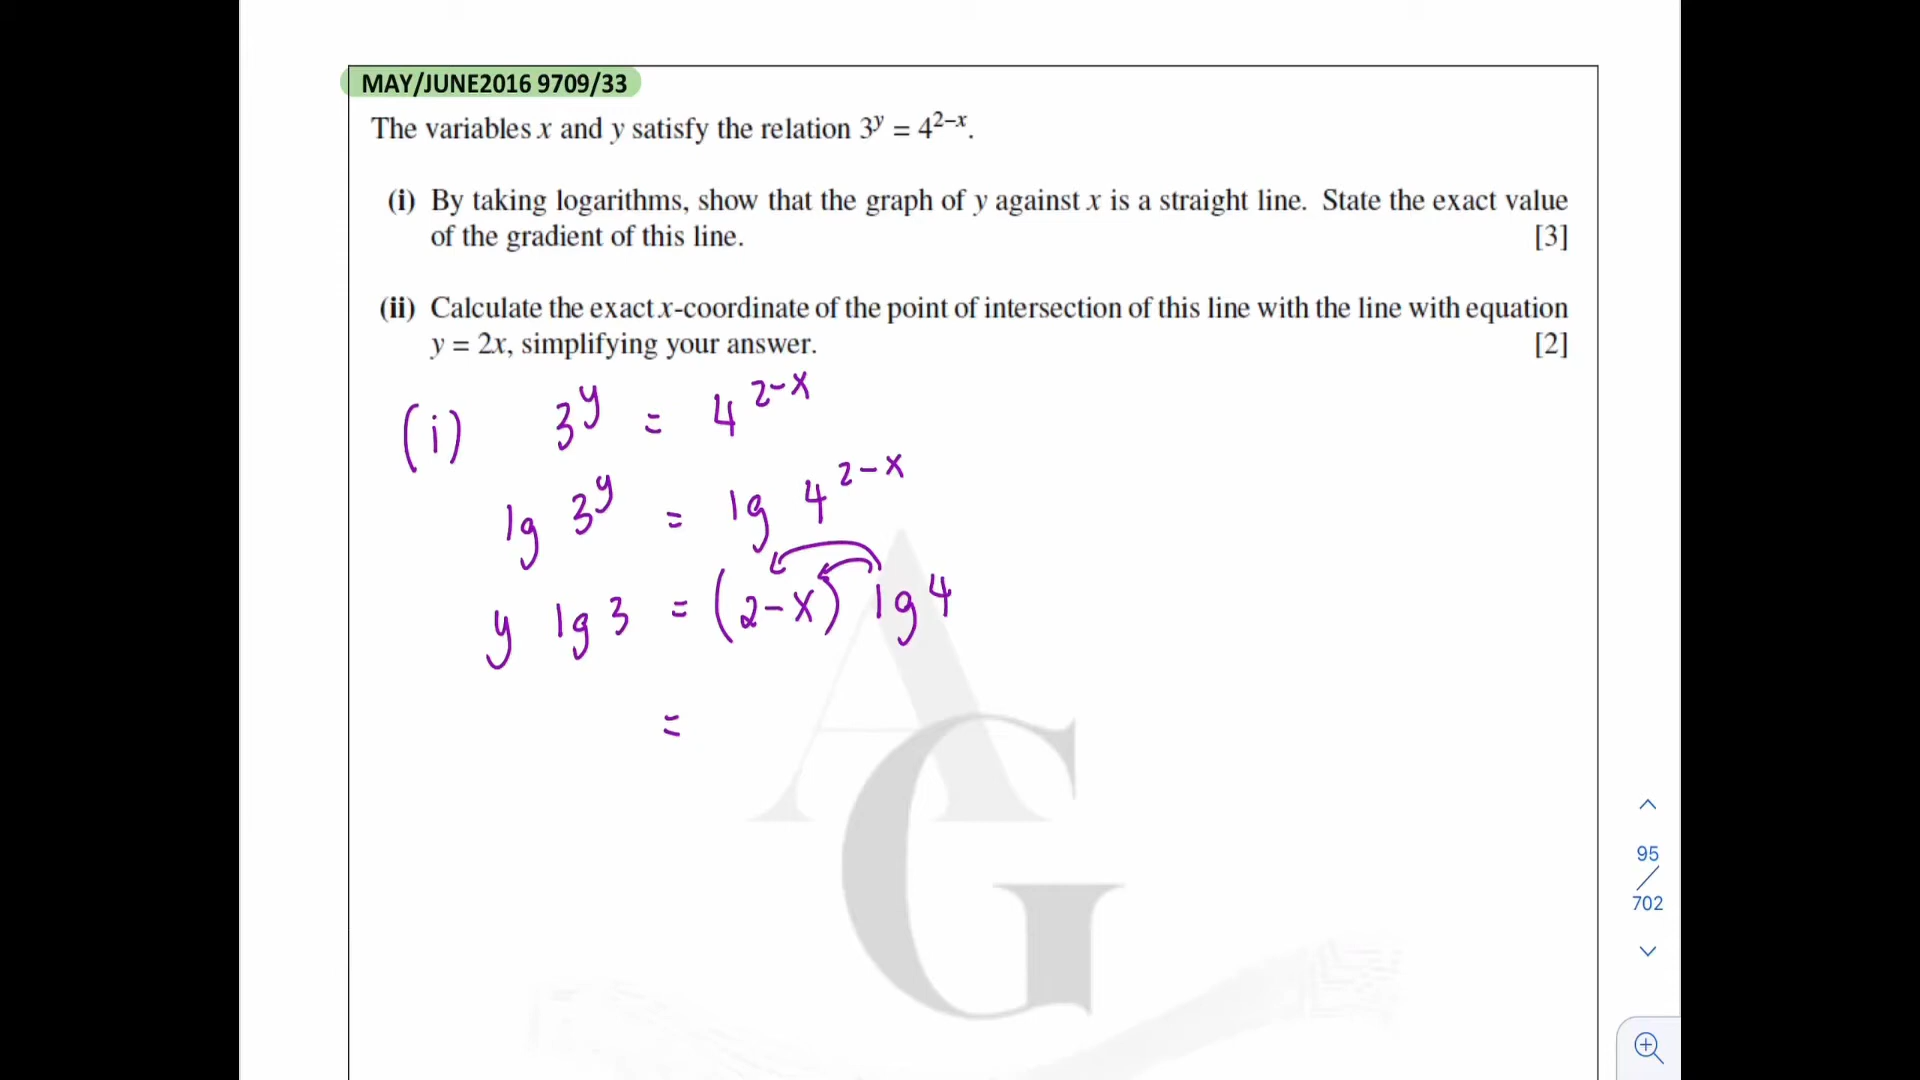 MAY/JUNE2016 9709/33
The variables x and y satisfy the relation 3^y = 4^{2−x}.
(i) By taking logarithms, show that the graph of y against x is a straight line. State the exact value
of the gradient of this line. [3]
(ii) Calculate the exact x-coordinate of the point of intersection of this line with the line with equation
y = 2x, simplifying your answer. [2]
(i) 3^y = 4^{2-x}
lg 3^y = lg 4^{2-x}
y lg 3 = (2-x) lg 4
=
A
G
95
/
702